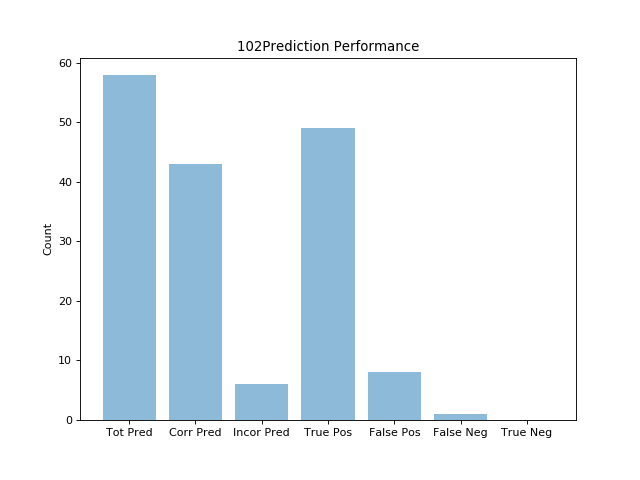 102Prediction Performance
Count
60
50
40
30
20
10
0
Tot Pred Corr Pred Incor Pred True Pos False Pos False Neg True Neg